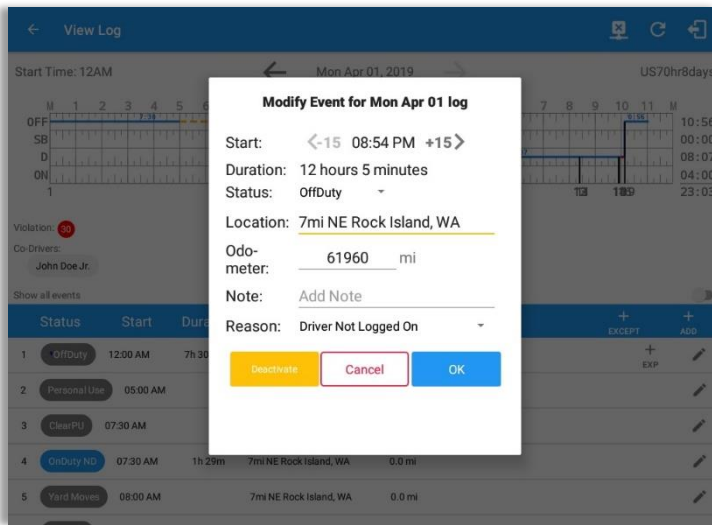 View Log
Start Time: 12AM
Mon Apr 01, 2019
US70hr8days
M 1 2 3 4 5 6 7 8 9 10 11 M
OFF 10:56
SB 00:00
D 08:07
ON 04:00
1 23:03
Violation: 30
Co-Drivers:
John Doe Jr.
Show all events
Modify Event for Mon Apr 01 log
Start: -15 08:54 PM +15
Duration: 12 hours 5 minutes
Status: OffDuty
Location: 7mi NE Rock Island, WA
Odo-
meter: 61960 mi
Note: Add Note
Reason: Driver Not Logged On
Deactivate Cancel OK
Status Start Dura + EXCEPT + ADD
1 OffDuty 12:00 AM 7h 30 + EXP
2 Personal Use 05:00 AM
3 ClearPU 07:30 AM
4 OnDuty ND 07:30 AM 1h 29m 7mi NE Rock Island, WA 0.0 mi
5 Yard Moves 08:00 AM 7mi NE Rock Island, WA 0.0 mi